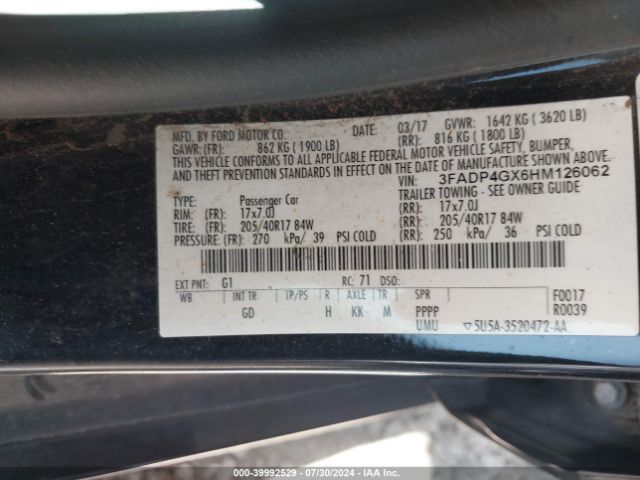 MFD. BY FORD MOTOR CO. DATE: 03/17 GVWR: 1642 KG ( 3620 LB)
GAWR: (FR): 862 KG ( 1900 LB) (RR): 816 KG ( 1800 LB)
THIS VEHICLE CONFORMS TO ALL APPLICABLE FEDERAL MOTOR VEHICLE SAFETY, BUMPER,
AND THEFT PREVENTION STANDARDS IN EFFECT ON THE DATE OF MANUFACTURE SHOWN ABOVE.
VIN: 3FADP4GX6HM126062
TYPE: Passenger Car TRAILER TOWING - SEE OWNER GUIDE
RIM: (FR): 17x7.0J (RR): 17x7.0J
TIRE: (FR): 205/40R17 84W (RR): 205/40R17 84W
PRESSURE: (FR): 270 kPa/ 39 PSI COLD (RR): 250 kPa/ 36 PSI COLD
EXT PNT: G1 RC: 71 DSO:
WB INT TR TP/PS R AXLE TR SPR F0017
GD H KK M PPPP R0039
UMU ▽5U5A-3520472-AA
000-39992529 - 07/30/2024 - IAA Inc.